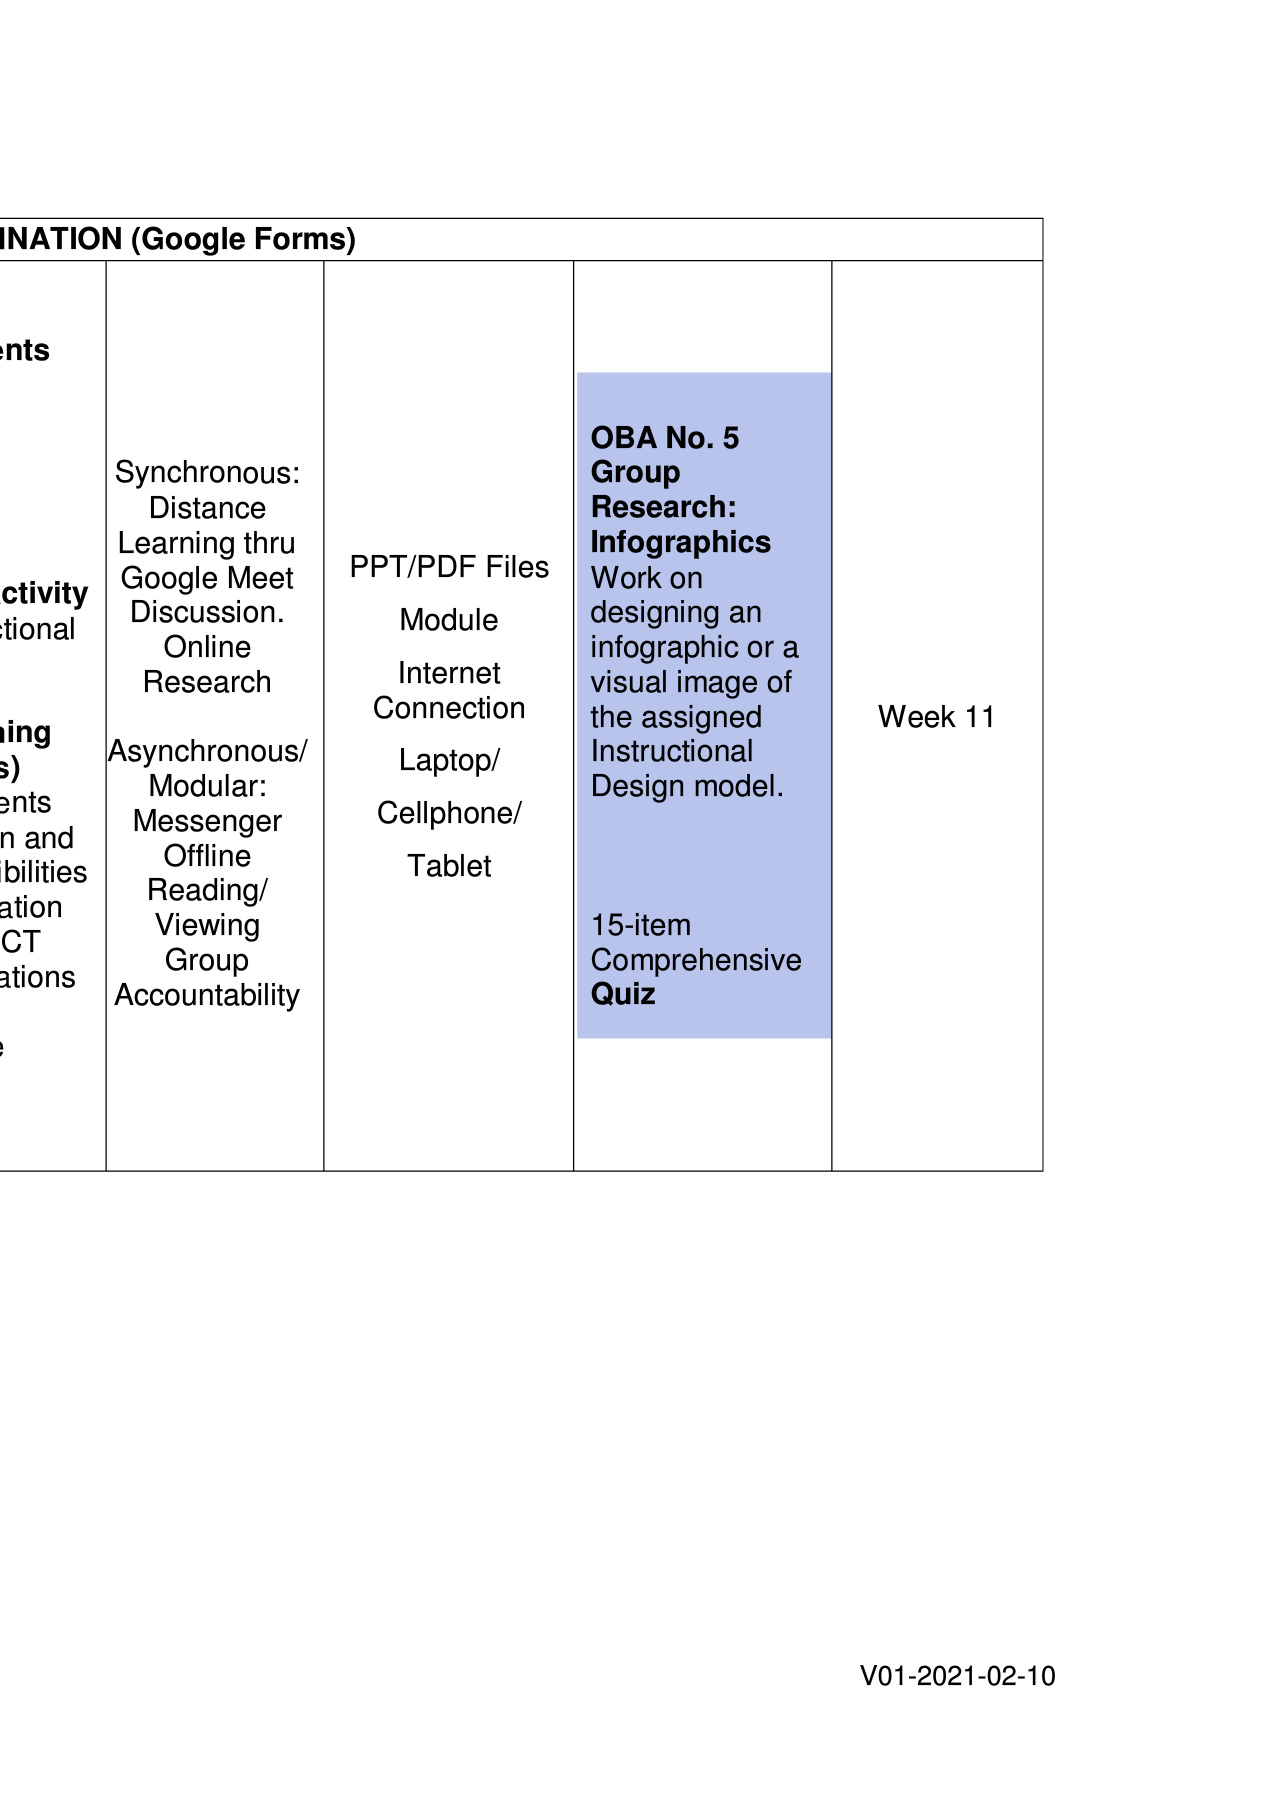 INATION (Google Forms)
ents
ctivity
ctional
ning
s)
ents
n and
ibilities
ation
CT
ations
e
Synchronous:
Distance
Learning thru
Google Meet
Discussion.
Online
Research
Asynchronous/
Modular:
Messenger
Offline
Reading/
Viewing
Group
Accountability
PPT/PDF Files
Module
Internet
Connection
Laptop/
Cellphone/
Tablet
OBA No. 5
Group
Research:
Infographics
Work on
designing an
infographic or a
visual image of
the assigned
Instructional
Design model.
15-item
Comprehensive
Quiz
Week 11
V01-2021-02-10